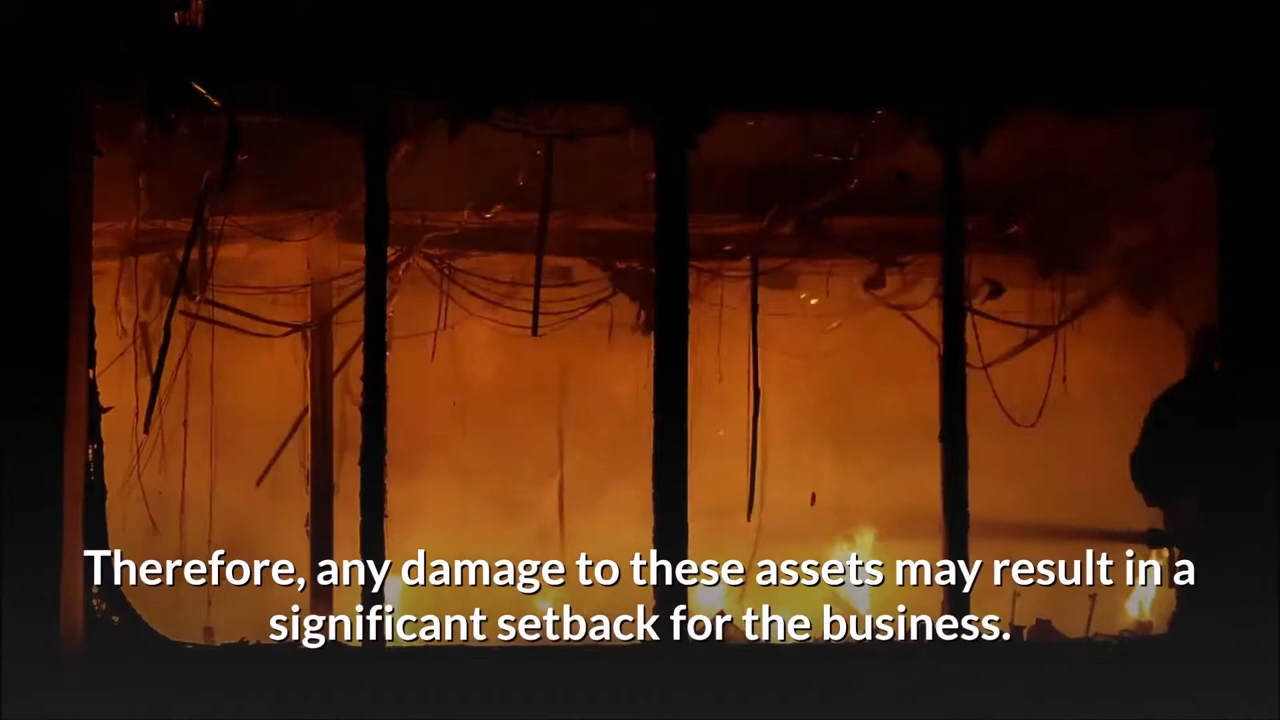 Therefore, any damage to these assets may result in a
significant setback for the business.